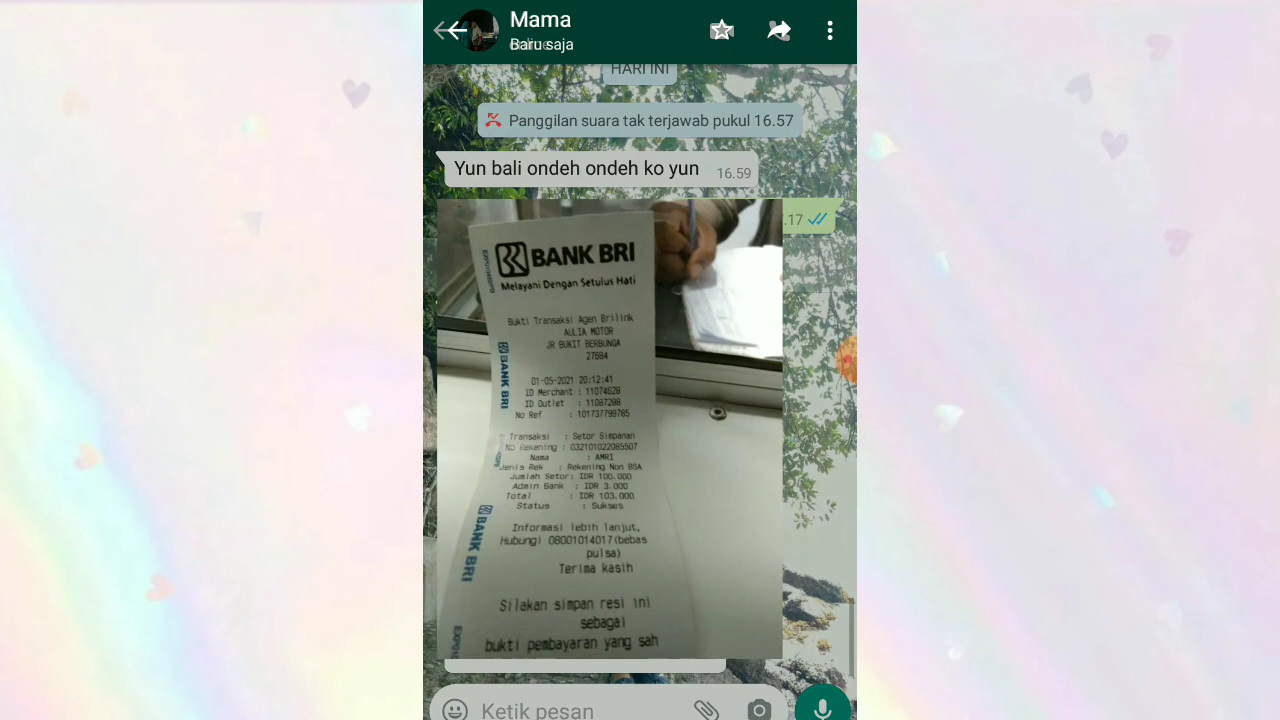 Mama
Baru saja
HARI INI
Panggilan suara tak terjawab pukul 16.57
Yun bali ondeh ondeh ko yun 16.59
.17
BANK BRI
Melayani Dengan Setulus Hati
Bukti Transaksi Agen Brilink
AULIA MOTOR
JR BUKIT BERBUNGA
27684
01-05-2021 20:12:41
ID Merchant : 11074628
ID Outlet : 11087288
No Ref : 101737799785
Transaksi : Setor Simpanan
No Rekening : 032101022085507
Nama : AMRI
Jenis Rek : Rekening Non BSA
Jumlah Setor: IDR 100.000
Admin Bank : IDR 3.000
Total : IDR 103.000
Status : Sukses
Informasi lebih lanjut,
Hubungi 08001014017(bebas
pulsa)
Terima kasih
Silakan simpan resi ini
sebagai
bukti pembayaran yang sah
BANK BRI
BANK BRI
Ketik pesan